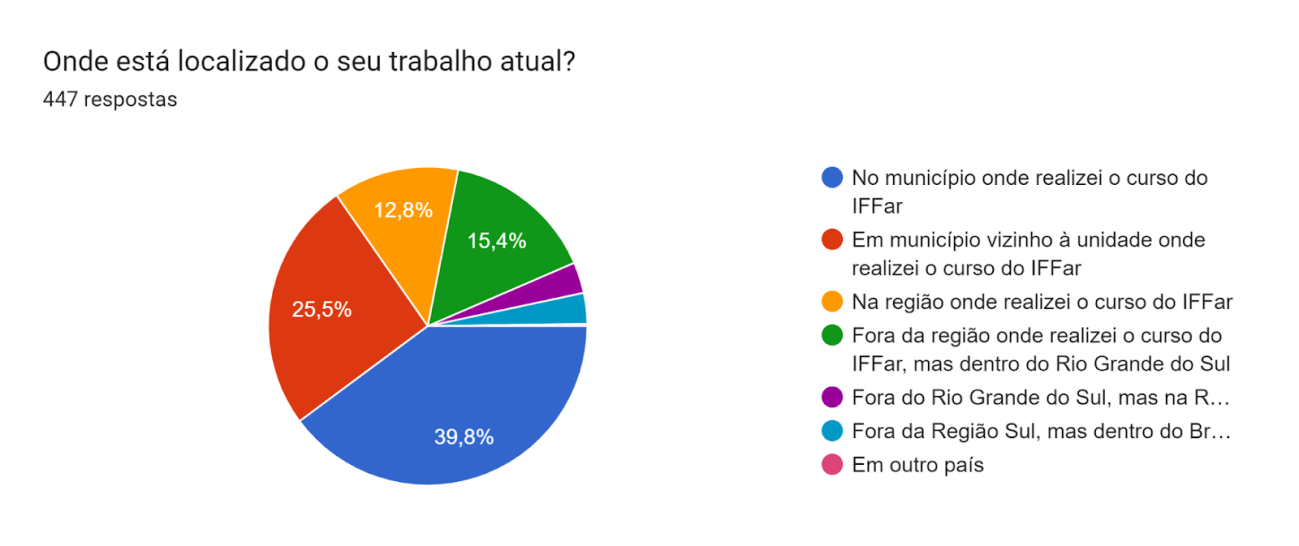 Onde está localizado o seu trabalho atual?
447 respostas
12,8%
15,4%
25,5%
39,8%
No município onde realizei o curso do
IFFar
Em município vizinho à unidade onde
realizei o curso do IFFar
Na região onde realizei o curso do IFFar
Fora da região onde realizei o curso do
IFFar, mas dentro do Rio Grande do Sul
Fora do Rio Grande do Sul, mas na R…
Fora da Região Sul, mas dentro do Br…
Em outro país